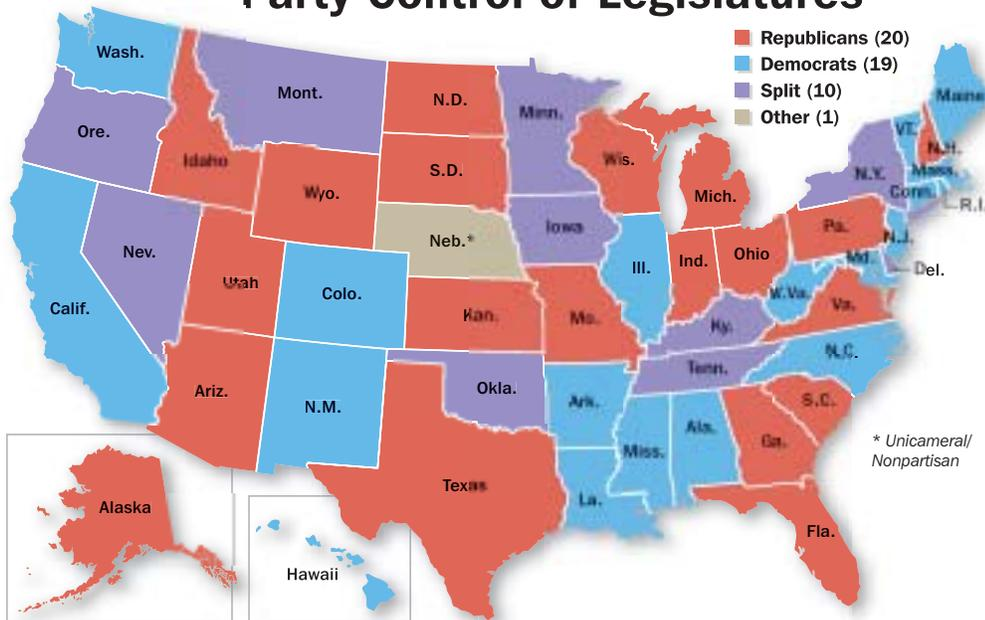 Party Control of Legislatures
Republicans (20)
Democrats (19)
Split (10)
Other (1)
Wash.
Ore.
Calif.
Nev.
Idaho
Mont.
Wyo.
Utah
Ariz.
Colo.
N.M.
N.D.
S.D.
Neb.*
Kan.
Okla.
Texas
Minn.
Iowa
Mo.
Ark.
La.
Wis.
Ill.
Mich.
Ind.
Ohio
Ky.
Tenn.
Miss.
Ala.
Ga.
Fla.
S.C.
N.C.
Va.
W.Va.
Pa.
N.Y.
VT.
N.H.
Maine
Mass.
Conn.
R.I.
N.J.
Md.
Del.
Alaska
Hawaii
* Unicameral/
Nonpartisan